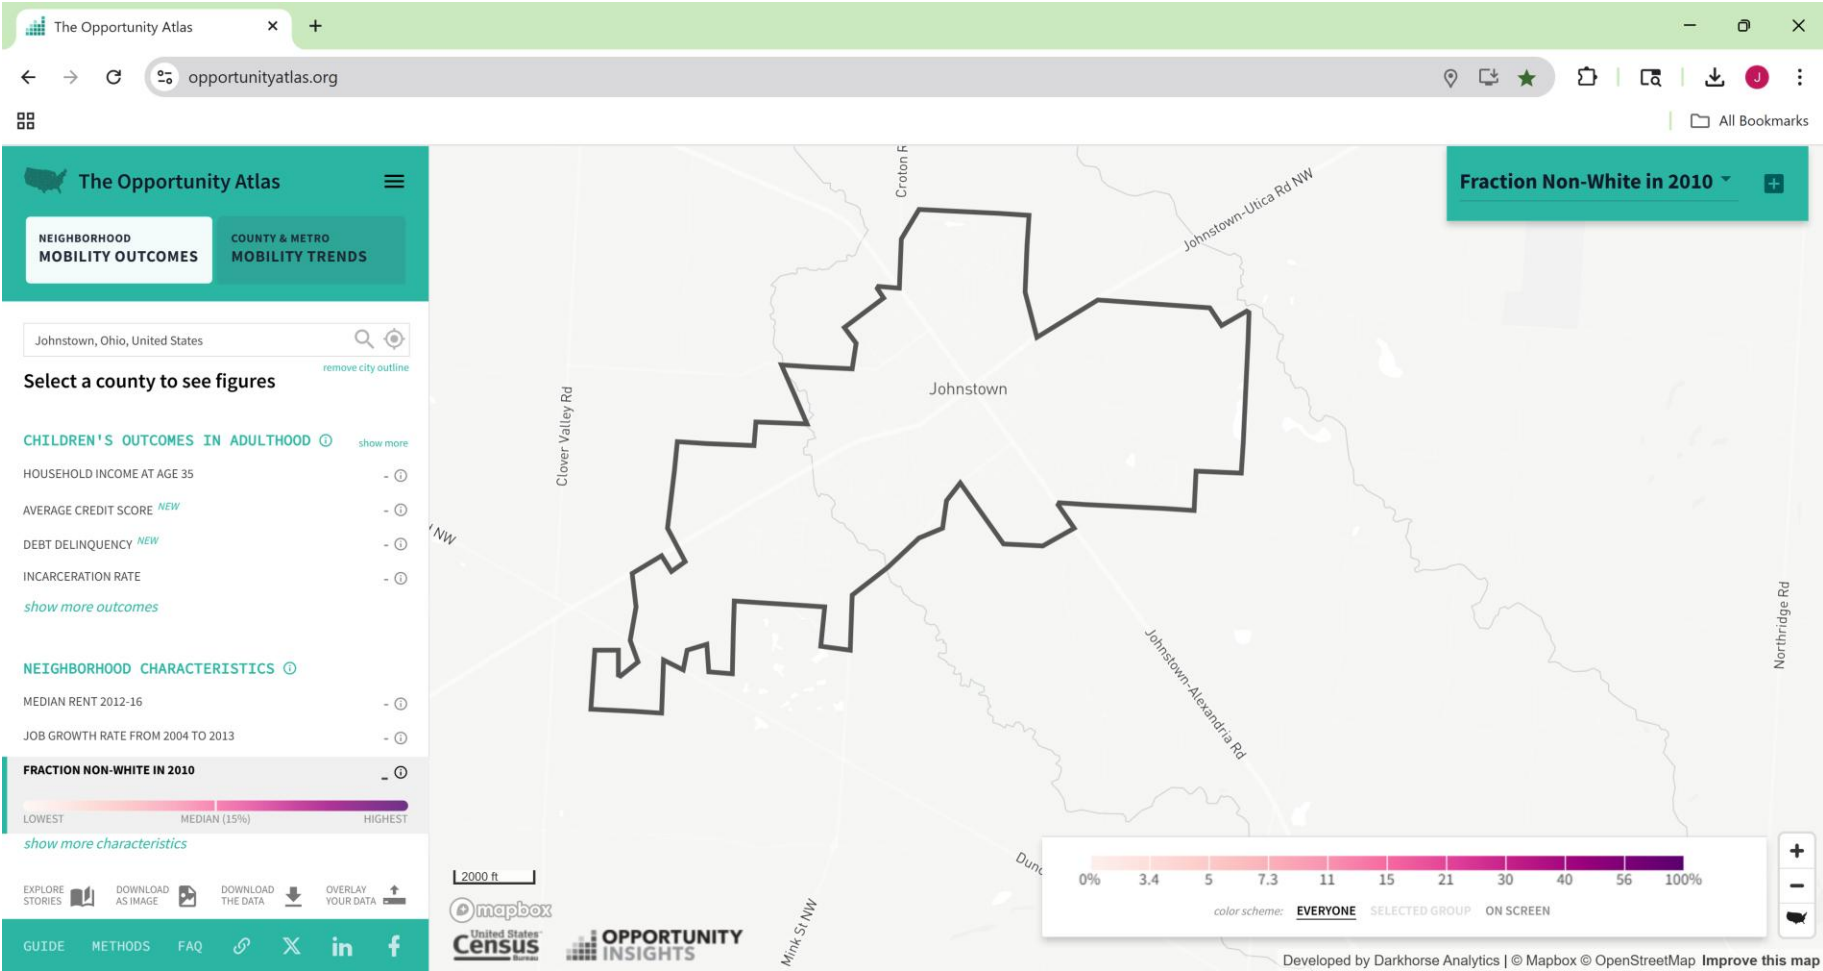 The Opportunity Atlas
opportunityatlas.org
J
All Bookmarks
The Opportunity Atlas
NEIGHBORHOOD
MOBILITY OUTCOMES
COUNTY & METRO
MOBILITY TRENDS
Johnstown, Ohio, United States
remove city outline
Select a county to see figures
CHILDREN'S OUTCOMES IN ADULTHOOD
show more
HOUSEHOLD INCOME AT AGE 35 -
AVERAGE CREDIT SCORE NEW -
DEBT DELINQUENCY NEW -
INCARCERATION RATE -
show more outcomes
NEIGHBORHOOD CHARACTERISTICS
MEDIAN RENT 2012-16 -
JOB GROWTH RATE FROM 2004 TO 2013 -
FRACTION NON-WHITE IN 2010 -
LOWEST MEDIAN (15%) HIGHEST
show more characteristics
EXPLORE STORIES
DOWNLOAD AS IMAGE
DOWNLOAD THE DATA
OVERLAY YOUR DATA
GUIDE METHODS FAQ
Croton R
Johnstown-Utica Rd NW
Fraction Non-White in 2010
Johnstown
Clover Valley Rd
NW
Northridge Rd
Johnstown-Alexandria Rd
Dunc
Mink St NW
2000 ft
mapbox
United States®
Census
Bureau
OPPORTUNITY
INSIGHTS
0% 3.4 5 7.3 11 15 21 30 40 56 100%
color scheme: EVERYONE SELECTED GROUP ON SCREEN
Developed by Darkhorse Analytics | © Mapbox © OpenStreetMap Improve this map